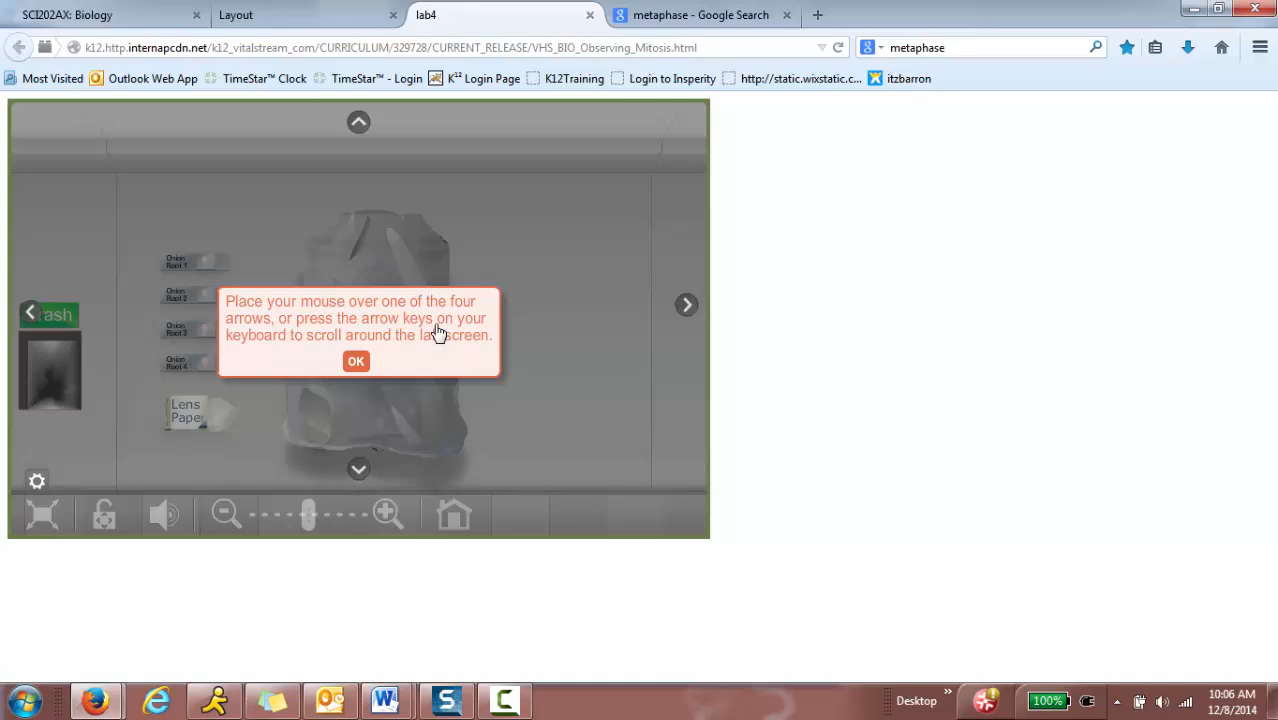 SCI202AX: Biology
Layout
lab4
metaphase - Google Search
k12.http.internapcdn.net/k12_vitalstream_com/CURRICULUM/329728/CURRENT_RELEASE/VHS_BIO_Observing_Mitosis.html
metaphase
Most Visited
Outlook Web App
TimeStar™ Clock
TimeStar™ - Login
K¹² Login Page
K12Training
Login to Insperity
http://static.wixstatic.c...
itzbarron
Onion
Root 1
Onion
Root 2
Onion
Root 3
Onion
Root 4
Lens
Paper
Place your mouse over one of the four
arrows, or press the arrow keys on your
keyboard to scroll around the screen.
OK
Desktop
100%
10:06 AM
12/8/2014